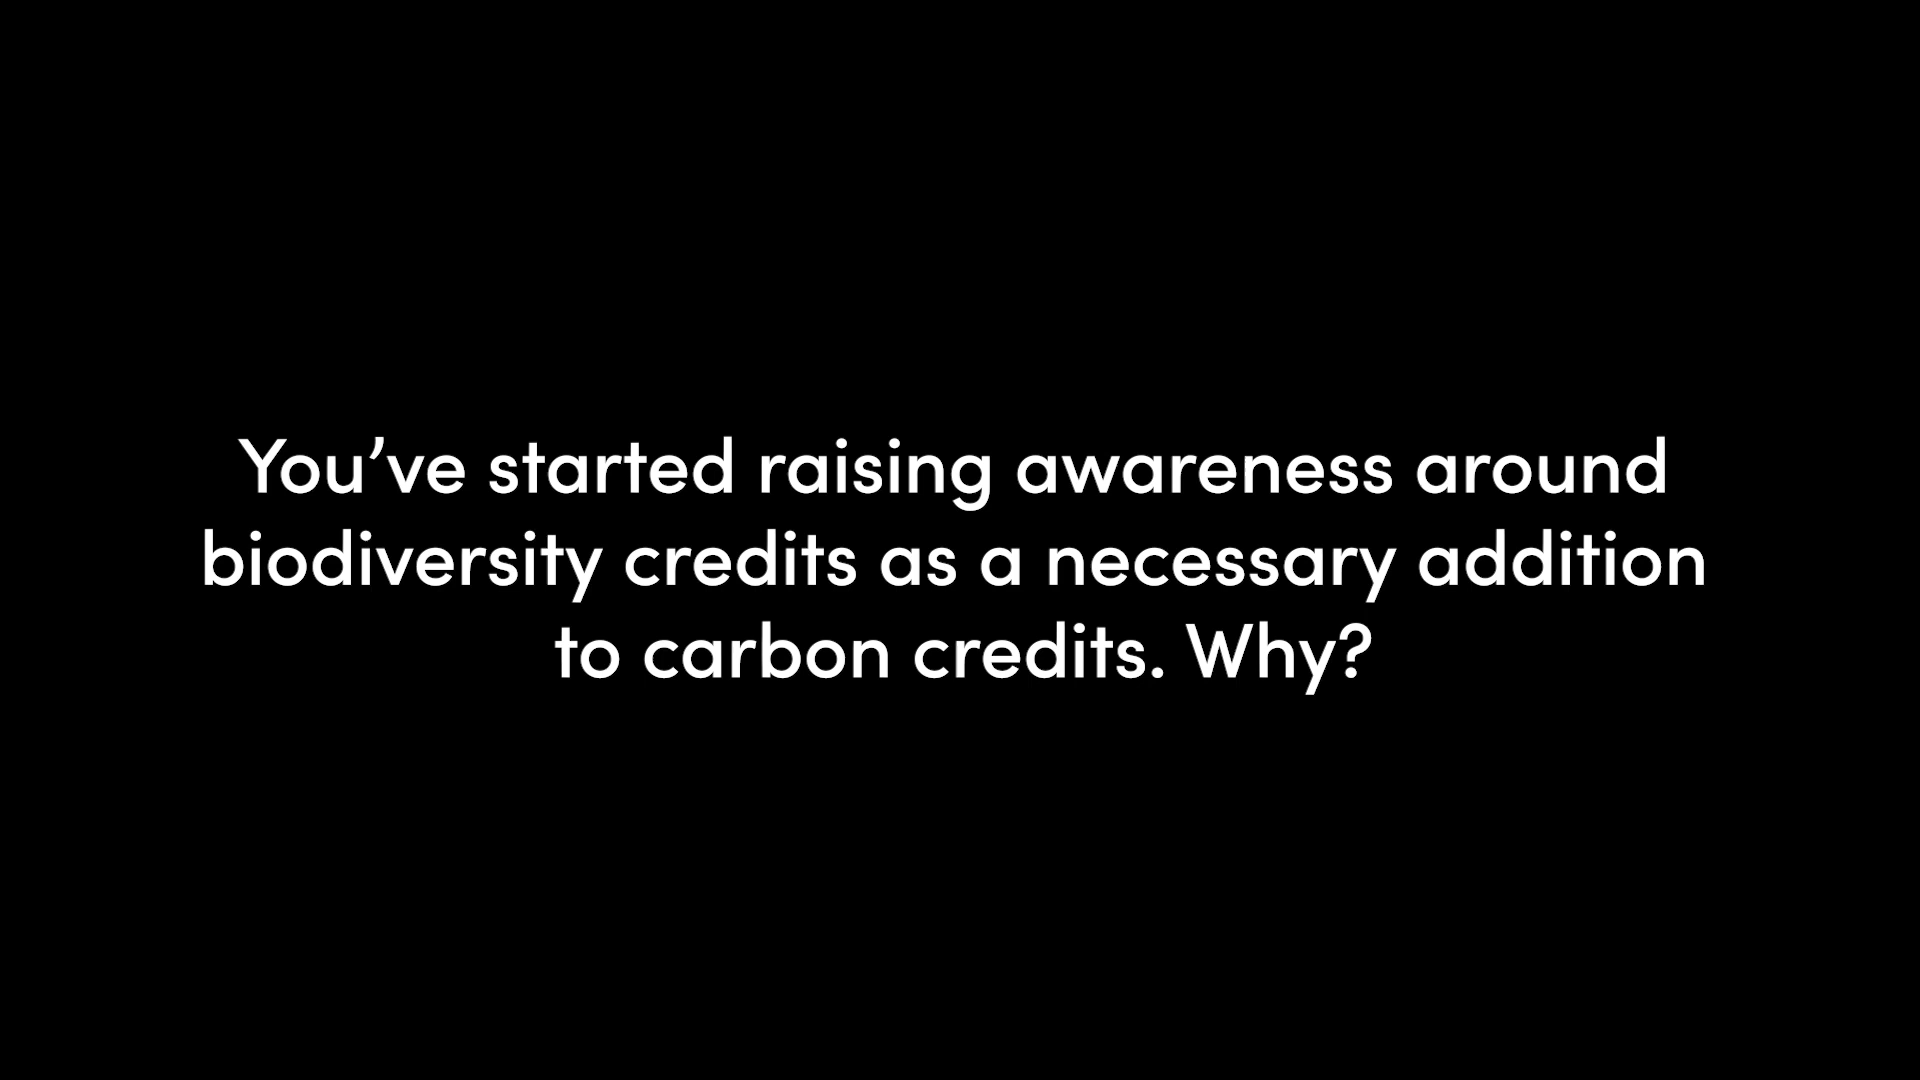 You’ve started raising awareness around
biodiversity credits as a necessary addition
to carbon credits. Why?